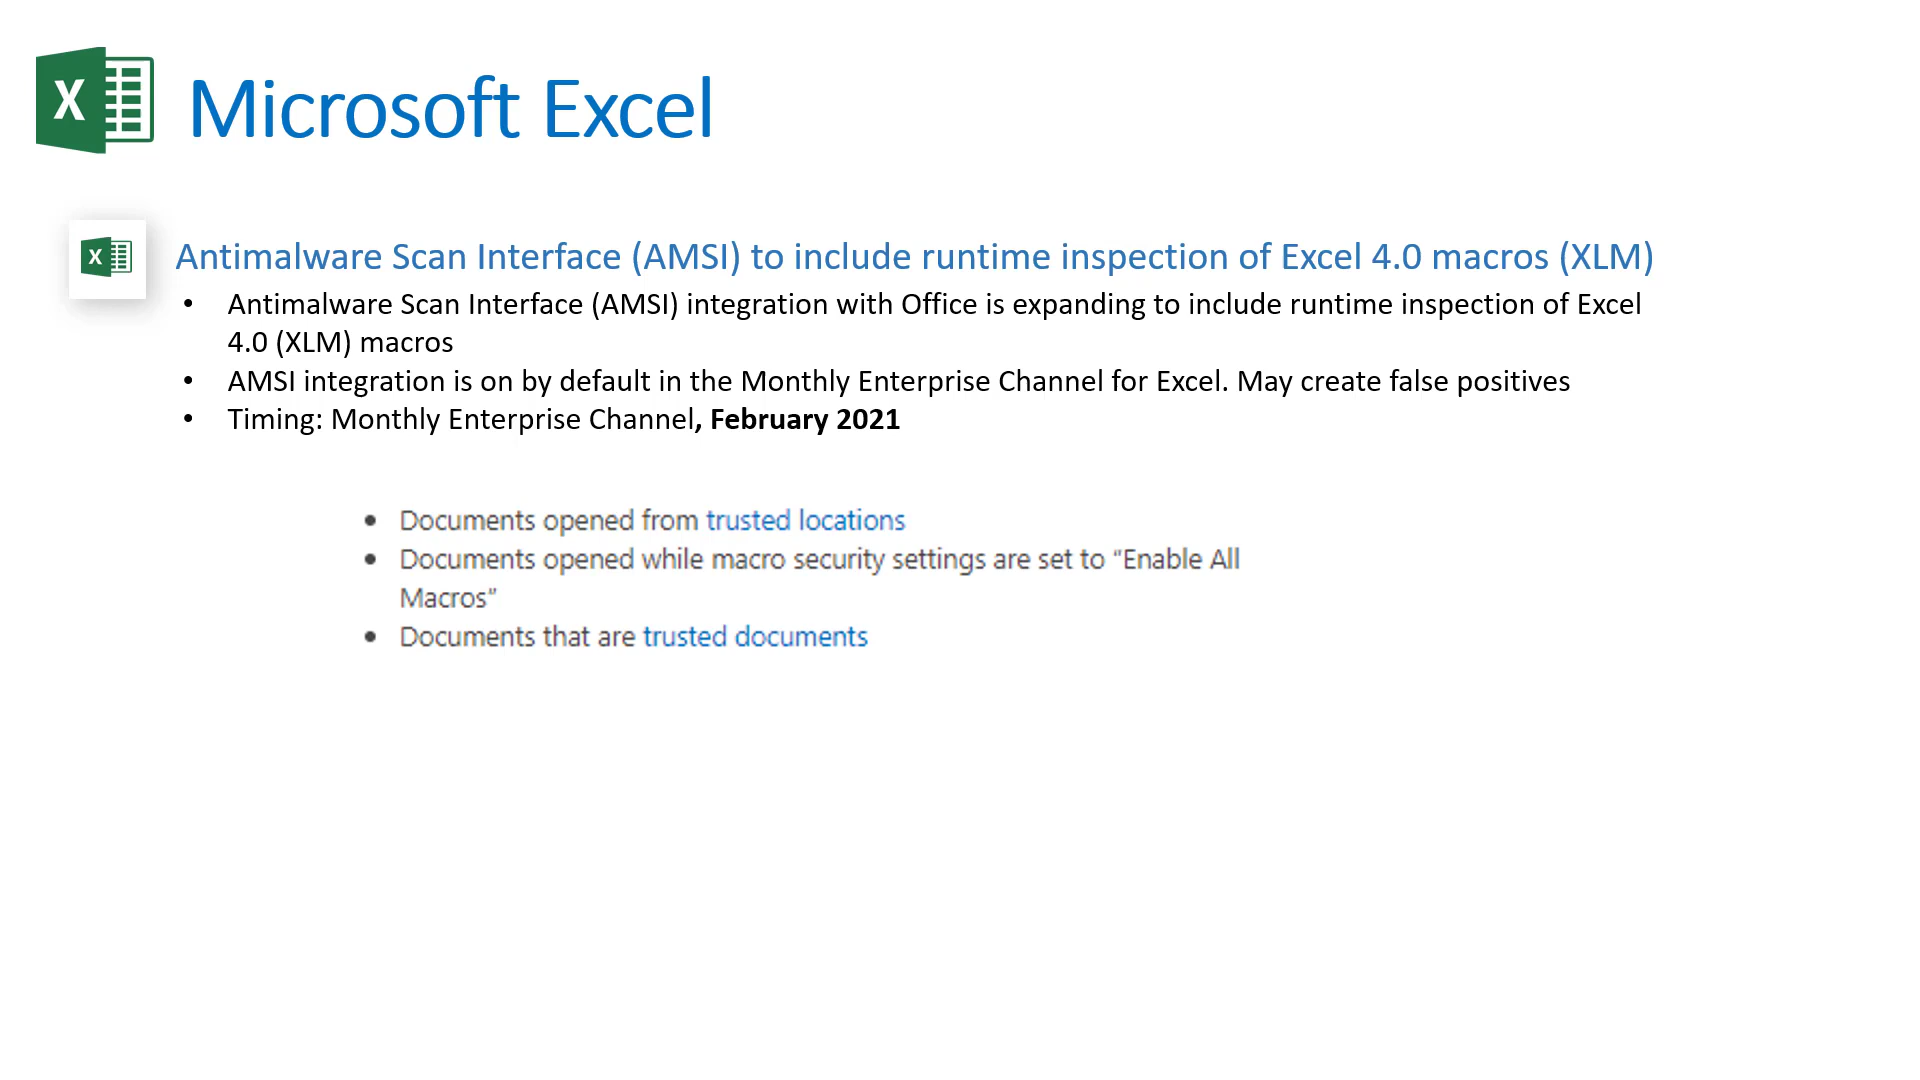 X
Microsoft Excel
X
Antimalware Scan Interface (AMSI) to include runtime inspection of Excel 4.0 macros (XLM)
• Antimalware Scan Interface (AMSI) integration with Office is expanding to include runtime inspection of Excel
4.0 (XLM) macros
• AMSI integration is on by default in the Monthly Enterprise Channel for Excel. May create false positives
• Timing: Monthly Enterprise Channel, February 2021
• Documents opened from trusted locations
• Documents opened while macro security settings are set to “Enable All
Macros”
• Documents that are trusted documents